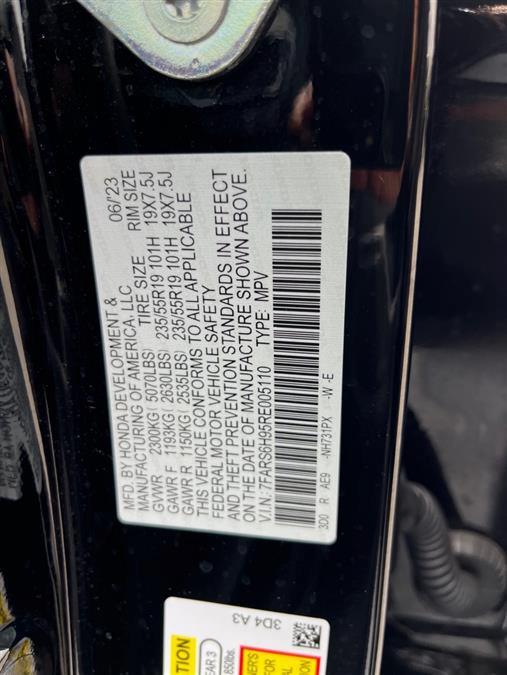 MFD. BY HONDA DEVELOPMENT &
MANUFACTURING OF AMERICA, LLC 06/'23
TIRE SIZE RIM SIZE
GVWR 2300KG ( 5070LBS) 235/55R19 101H 19X7.5J
GAWR F 1193KG ( 2630LBS) 235/55R19 101H 19X7.5J
GAWR R 1150KG ( 2535LBS)
THIS VEHICLE CONFORMS TO ALL APPLICABLE
FEDERAL MOTOR VEHICLE SAFETY
AND THEFT PREVENTION STANDARDS IN EFFECT
ON THE DATE OF MANUFACTURE SHOWN ABOVE.
V.I.N.: 7FARS6H95RE005110 TYPE: MPV
3D0 R AE9 -NH731PX -W -E
3D4 A3
850lbs.